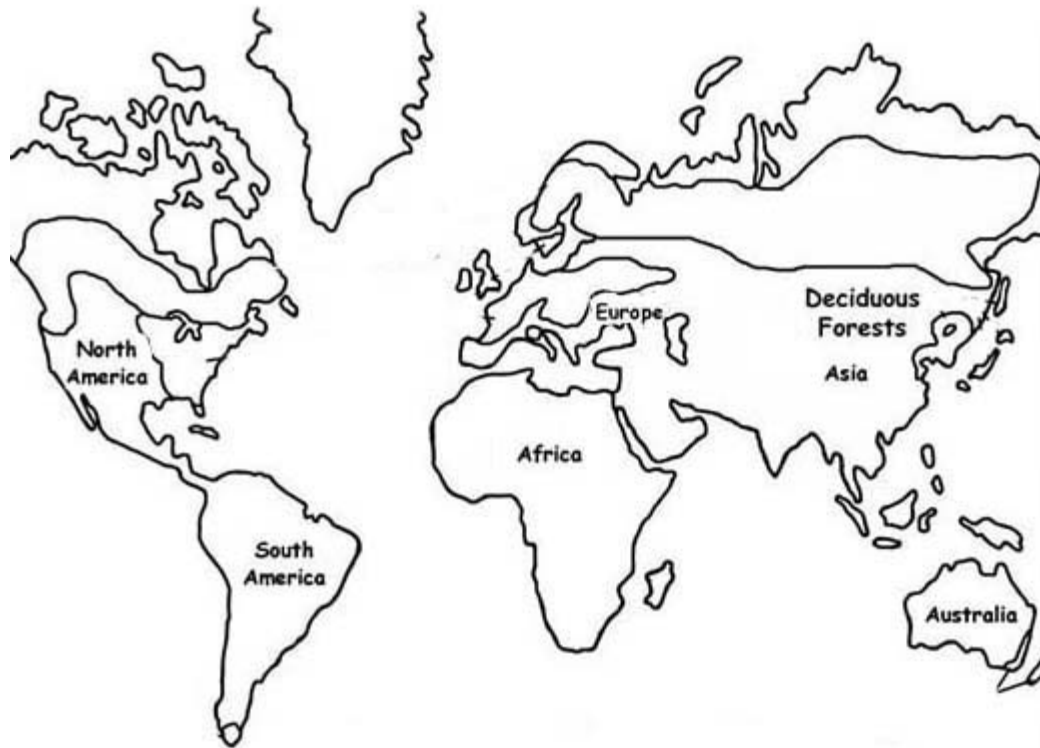 Deciduous
Forests
Europe
North
America
Asia
Africa
South
America
Australia